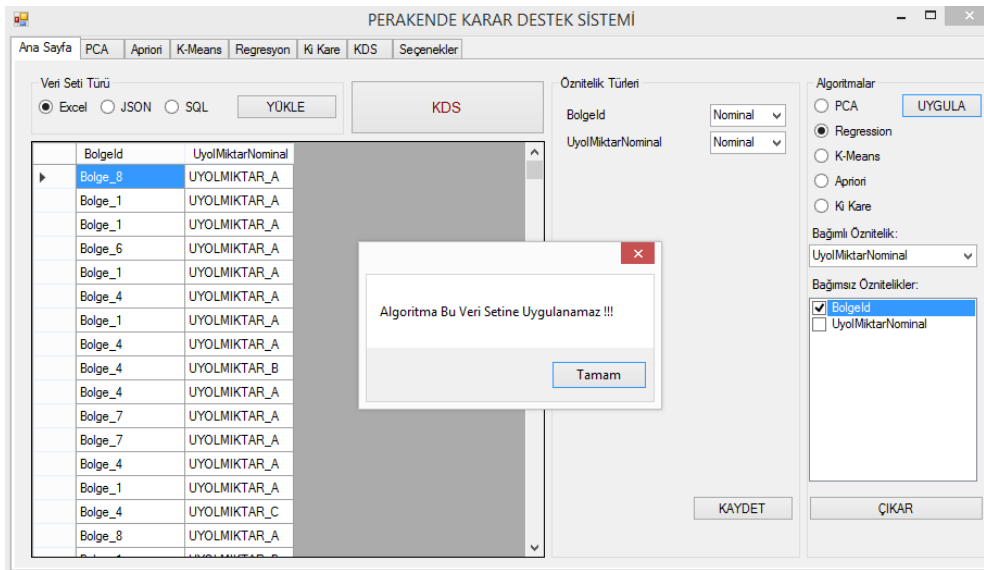 PERAKENDE KARAR DESTEK SİSTEMİ
Ana Sayfa PCA Apriori K-Means Regresyon Ki Kare KDS Seçenekler
Veri Seti Türü
Excel JSON SQL YÜKLE
KDS
BolgeId UyolMiktarNominal
Bolge_8 UYOLMIKTAR_A
Bolge_1 UYOLMIKTAR_A
Bolge_1 UYOLMIKTAR_A
Bolge_6 UYOLMIKTAR_A
Bolge_1 UYOLMIKTAR_A
Bolge_4 UYOLMIKTAR_A
Bolge_1 UYOLMIKTAR_A
Bolge_4 UYOLMIKTAR_A
Bolge_4 UYOLMIKTAR_B
Bolge_4 UYOLMIKTAR_A
Bolge_7 UYOLMIKTAR_A
Bolge_7 UYOLMIKTAR_A
Bolge_4 UYOLMIKTAR_A
Bolge_1 UYOLMIKTAR_A
Bolge_4 UYOLMIKTAR_C
Bolge_8 UYOLMIKTAR_A
Algoritma Bu Veri Setine Uygulanamaz !!!
Tamam
Öznitelik Türleri
BolgeId Nominal
UyolMiktarNominal Nominal
KAYDET
Algoritmalar
PCA UYGULA
Regression
K-Means
Apriori
Ki Kare
Bağımlı Öznitelik:
UyolMiktarNominal
Bağımsız Öznitelikler:
BolgeId
UyolMiktarNominal
ÇIKAR